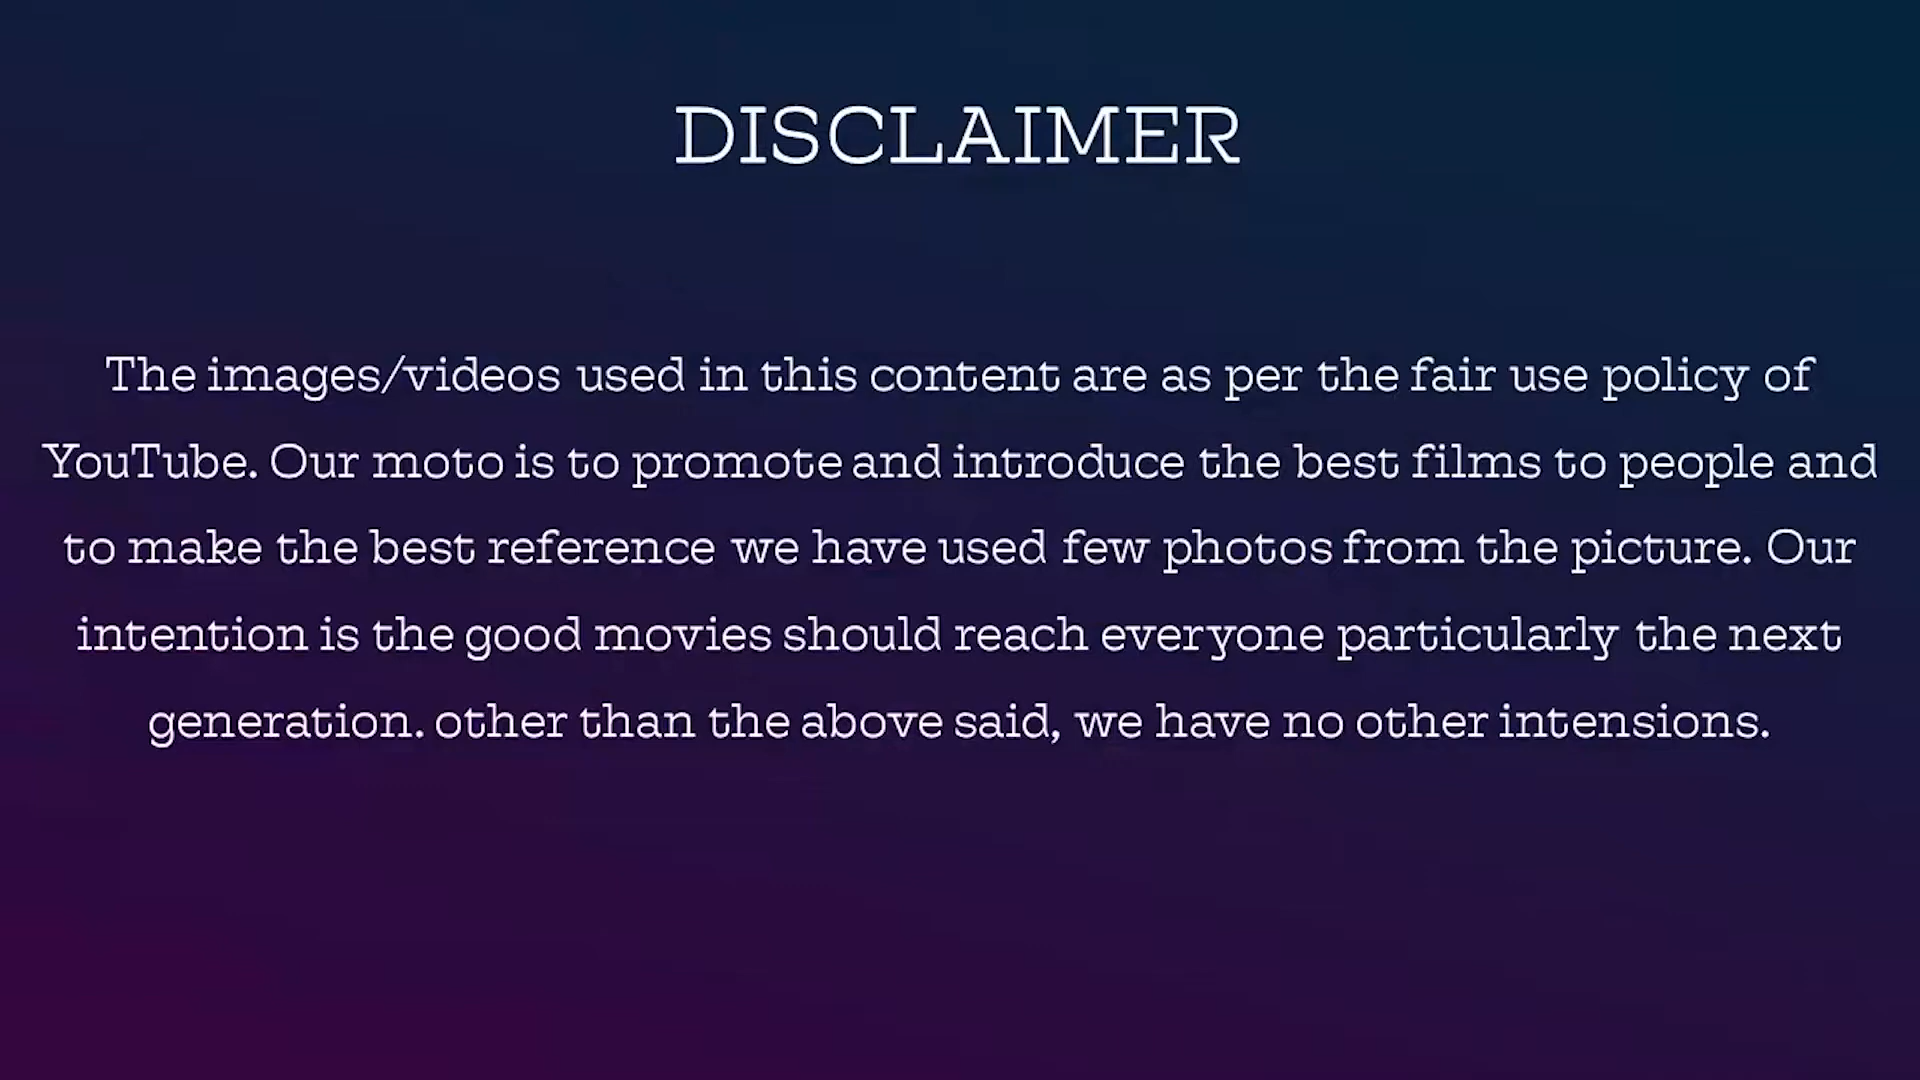 DISCLAIMER
The images/videos used in this content are as per the fair use policy of
YouTube. Our moto is to promote and introduce the best films to people and
to make the best reference we have used few photos from the picture. Our
intention is the good movies should reach everyone particularly the next
generation. other than the above said, we have no other intensions.